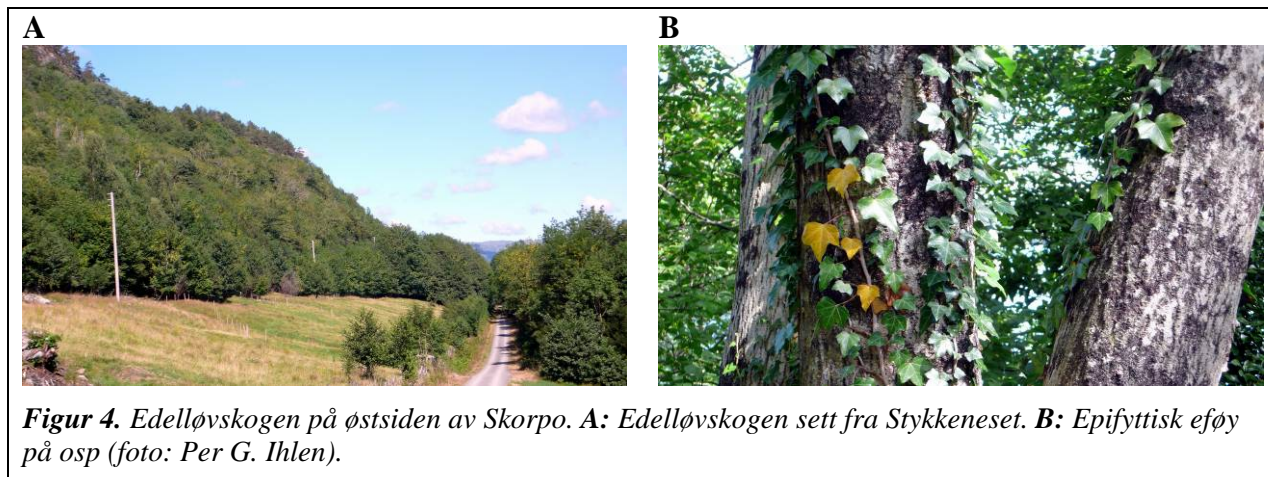 A B
Figur 4. Edelløvskogen på østsiden av Skorpo. A: Edelløvskogen sett fra Stykkeneset. B: Epifyttisk eføy
på osp (foto: Per G. Ihlen).